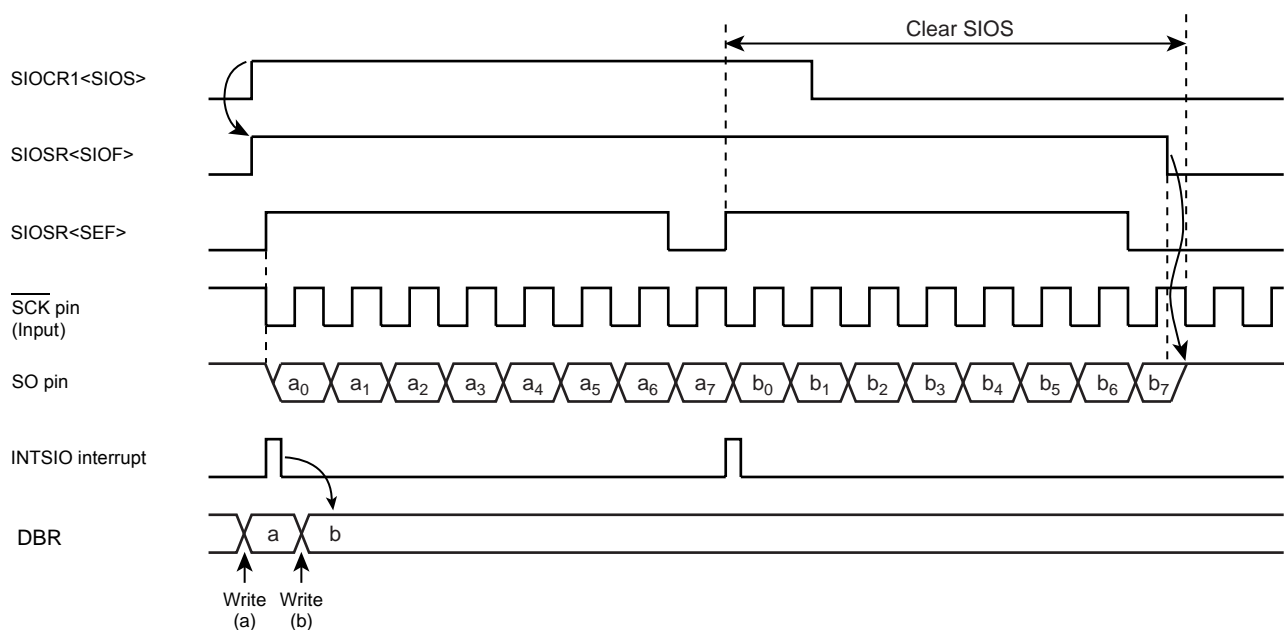 Clear SIOS
SIOCR1<SIOS>
SIOSR<SIOF>
SIOSR<SEF>
SCK pin
(Input)
SO pin
a0 a1 a2 a3 a4 a5 a6 a7 b0 b1 b2 b3 b4 b5 b6 b7
INTSIO interrupt
DBR
a b
Write
(a)
Write
(b)